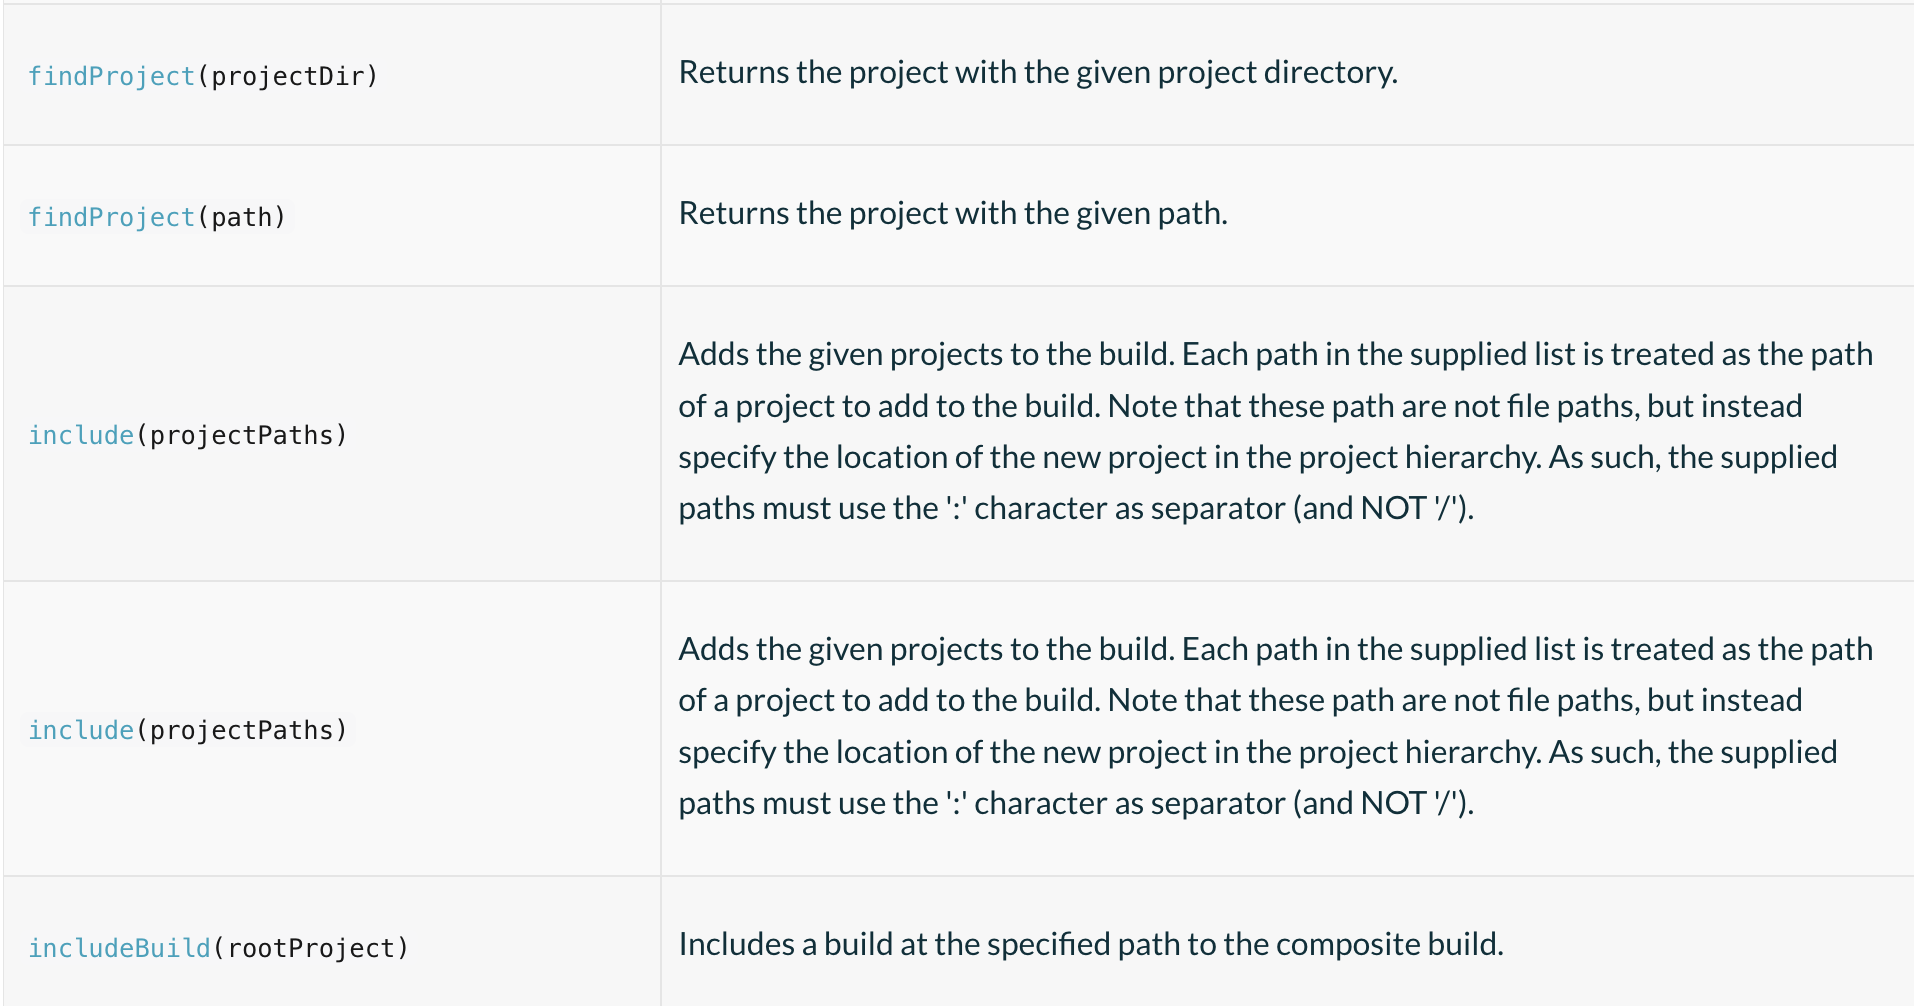 findProject(projectDir)
Returns the project with the given project directory.
findProject(path)
Returns the project with the given path.
include(projectPaths)
Adds the given projects to the build. Each path in the supplied list is treated as the path
of a project to add to the build. Note that these path are not file paths, but instead
specify the location of the new project in the project hierarchy. As such, the supplied
paths must use the ':' character as separator (and NOT '/').
include(projectPaths)
Adds the given projects to the build. Each path in the supplied list is treated as the path
of a project to add to the build. Note that these path are not file paths, but instead
specify the location of the new project in the project hierarchy. As such, the supplied
paths must use the ':' character as separator (and NOT '/').
includeBuild(rootProject)
Includes a build at the specified path to the composite build.